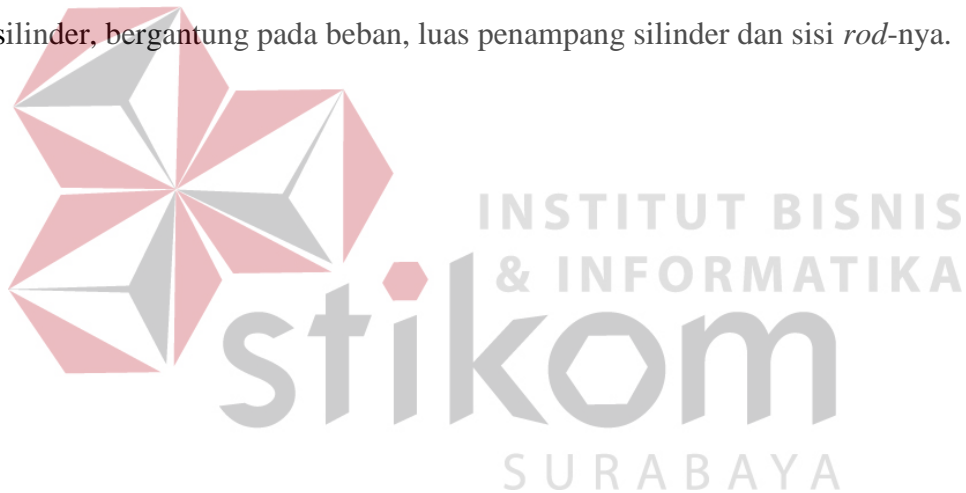 silinder, bergantung pada beban, luas penampang silinder dan sisi rod-nya.
INSTITUT BISNIS
& INFORMATIKA
stikom
SURABAYA